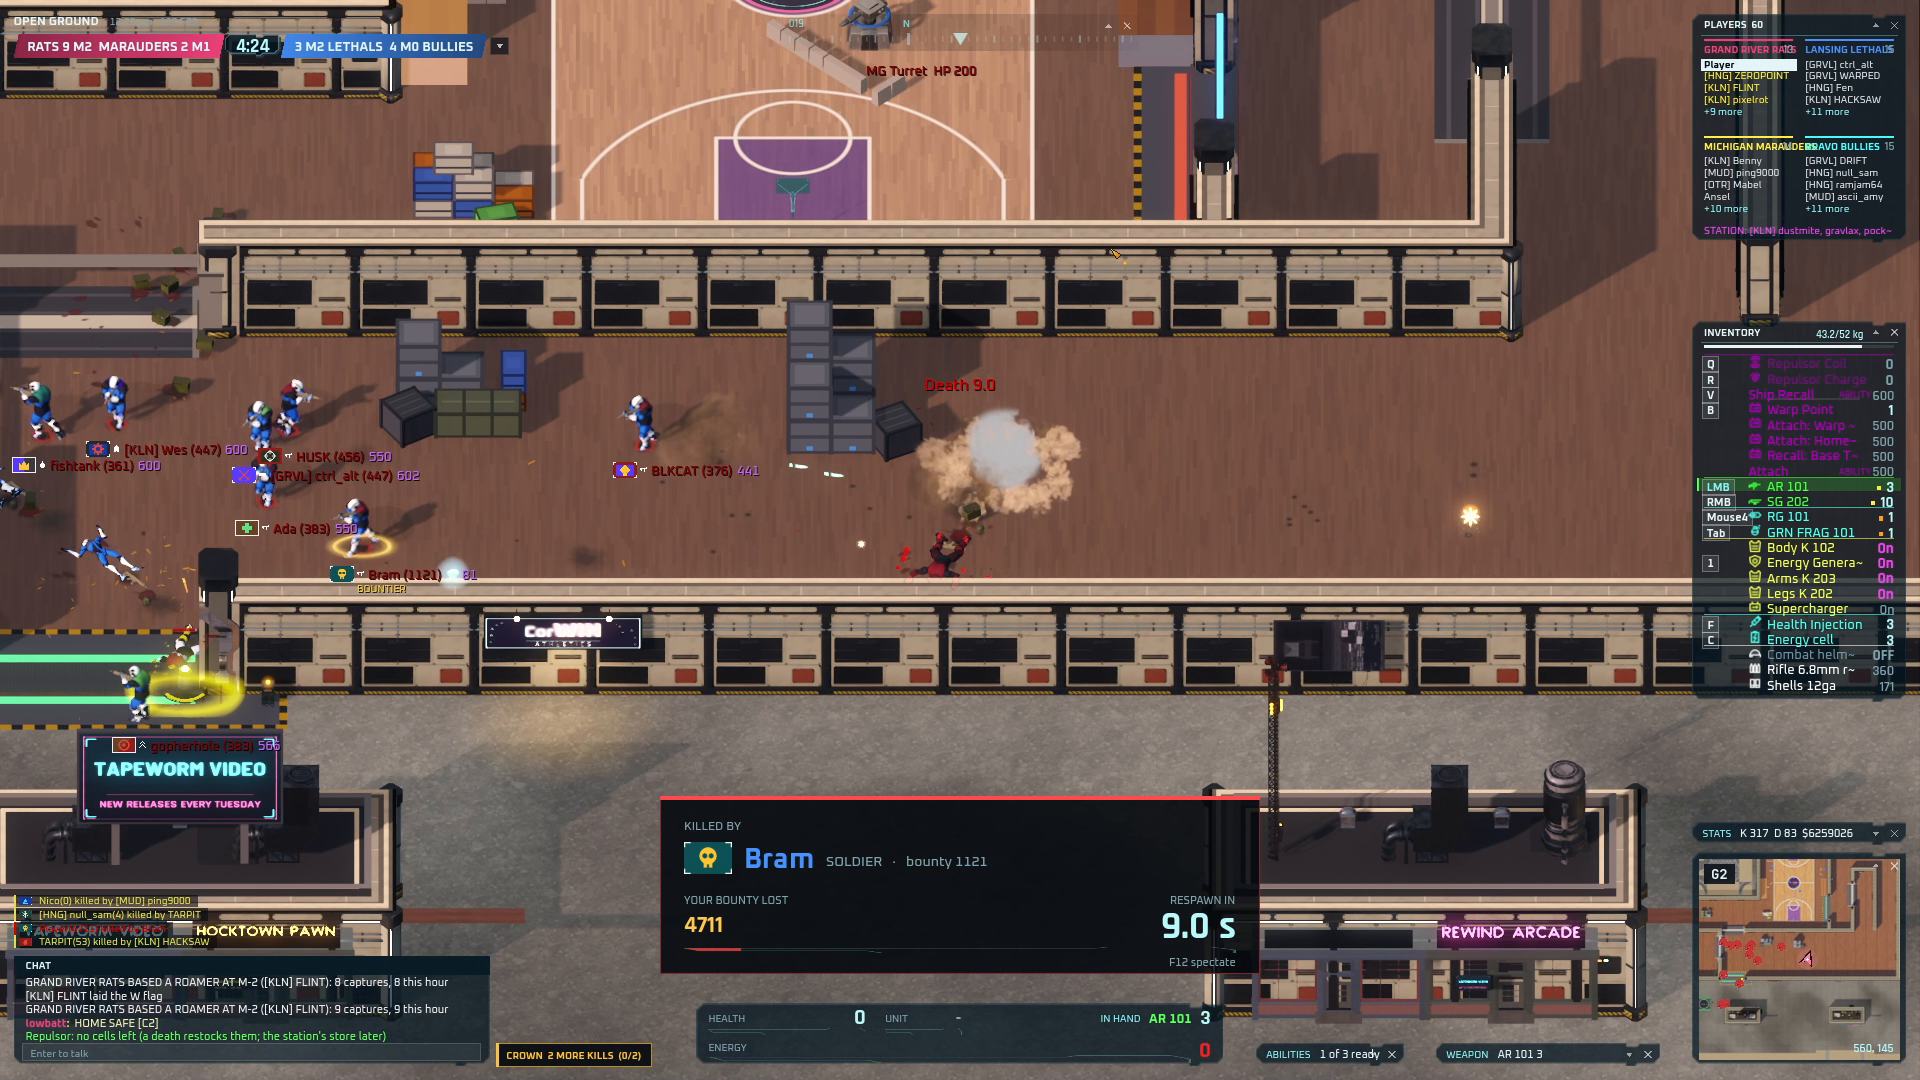 OPEN GROUND
RATS 9 M2 MARAUDERS 2 M1
4:24
3 M2 LETHALS 4 M0 BULLIES
019
N
MG Turret HP 200
PLAYERS 60
GRAND RIVER RATS
LANSING LETHALS
Player
[HNG] ZEROPOINT
[KLN] FLINT
[KLN] pixelrot
+9 more
[GRVL] ctrl_alt
[GRVL] WARPED
[HNG] Fen
[KLN] HACKSAW
+11 more
MICHIGAN MARAUDERS
BRAVO BULLIES 15
[KLN] Benny
[MUD] ping9000
[OTR] Mabel
Ansel
+10 more
[GRVL] DRIFT
[HNG] null_sam
[HNG] ramjam64
[MUD] ascii_amy
+11 more
STATION: [KLN] dustmite, gravlax, pock~
INVENTORY 43.2/52 kg
Q Repulsor Coil 0
R Repulsor Charge 0
V Ship Recall ABILITY 600
B Warp Point 1
Attach: Warp ~ 500
Attach: Home~ 500
Recall: Base T~ 500
Attach ABILITY 500
LMB AR 101 3
RMB SG 202 10
Mouse4 RG 101 1
Tab GRN FRAG 101 1
Body K 102 On
1 Energy Genera~ On
Arms K 203 On
Legs K 202 On
Supercharger On
F Health Injection 3
C Energy cell 3
Combat helm~ OFF
Rifle 6.8mm r~ 360
Shells 12ga 171
Death 9.0
[KLN] Wes (447) 600
fishtank (361) 600
HUSK (456) 550
[GRVL] ctrl_alt (447) 602
BLKCAT (376) 441
Ada (383) 550
Bram (1121) 81
BOUNTIER
gopherhole (383) 566
TAPEWORM VIDEO
NEW RELEASES EVERY TUESDAY
KILLED BY
Bram SOLDIER · bounty 1121
YOUR BOUNTY LOST
4711
RESPAWN IN
9.0 s
F12 spectate
STATS K 317 D 83 $6259026
G2
560, 145
Nico(0) killed by [MUD] ping9000
[HNG] null_sam(4) killed by TARPIT
TARPIT(53) killed by [KLN] HACKSAW
HOCKTOWN PAWN
REWIND ARCADE
CHAT
GRAND RIVER RATS BASED A ROAMER AT M-2 ([KLN] FLINT): 8 captures, 8 this hour
[KLN] FLINT laid the W flag
GRAND RIVER RATS BASED A ROAMER AT M-2 ([KLN] FLINT): 9 captures, 9 this hour
lowbatt: HOME SAFE [C2]
Repulsor: no cells left (a death restocks them; the station's store later)
Enter to talk
CROWN 2 MORE KILLS (0/2)
HEALTH 0 UNIT - IN HAND AR 101 3
ENERGY 0
ABILITIES 1 of 3 ready
WEAPON AR 101 3